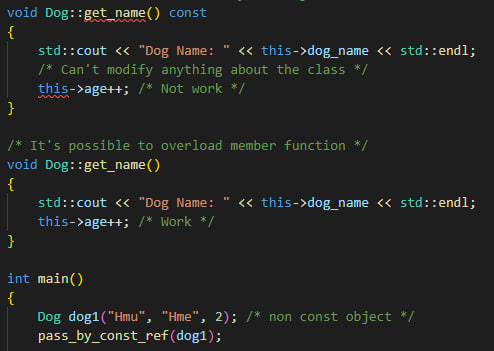 void Dog::get_name() const
{
    std::cout << "Dog Name: " << this->dog_name << std::endl;
    /* Can't modify anything about the class */
    this->age++; /* Not work */
}

/* It's possible to overload member function */
void Dog::get_name()
{
    std::cout << "Dog Name: " << this->dog_name << std::endl;
    this->age++; /* Work */
}

int main()
{
    Dog dog1("Hmu", "Hme", 2); /* non const object */
    pass_by_const_ref(dog1);